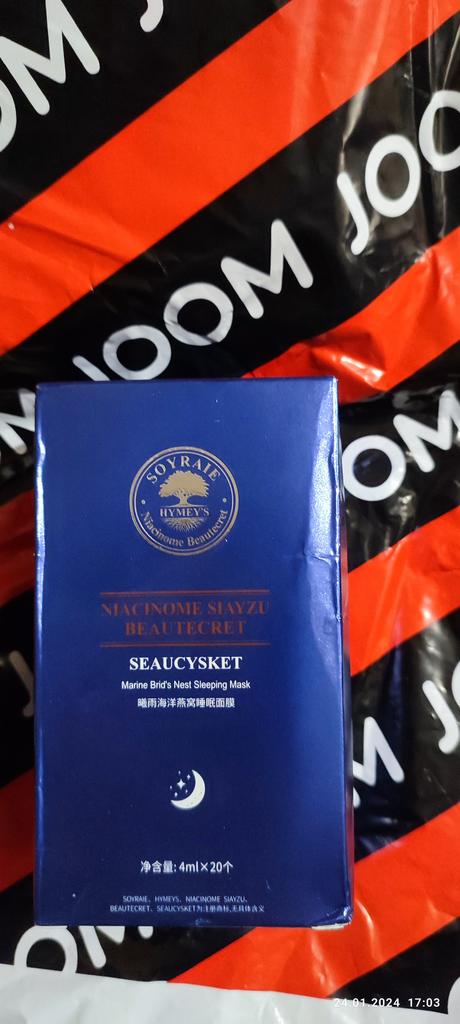 JOOM JOOM
JOOM
JOOM
SOYRAIE
HYMEY'S
Niacinome Beautecret
NIACINOME SIAYZU
BEAUTECRET
SEAUCYSKET
Marine Brid's Nest Sleeping Mask
曦雨海洋燕窝睡眠面膜
净含量: 4ml×20个
SOYRAIE、HYMEYS、NIACINOME SIAYZU、
BEAUTECRET、SEAUCYSKET为注册商标,无具体含义
24.01.2024 17:03